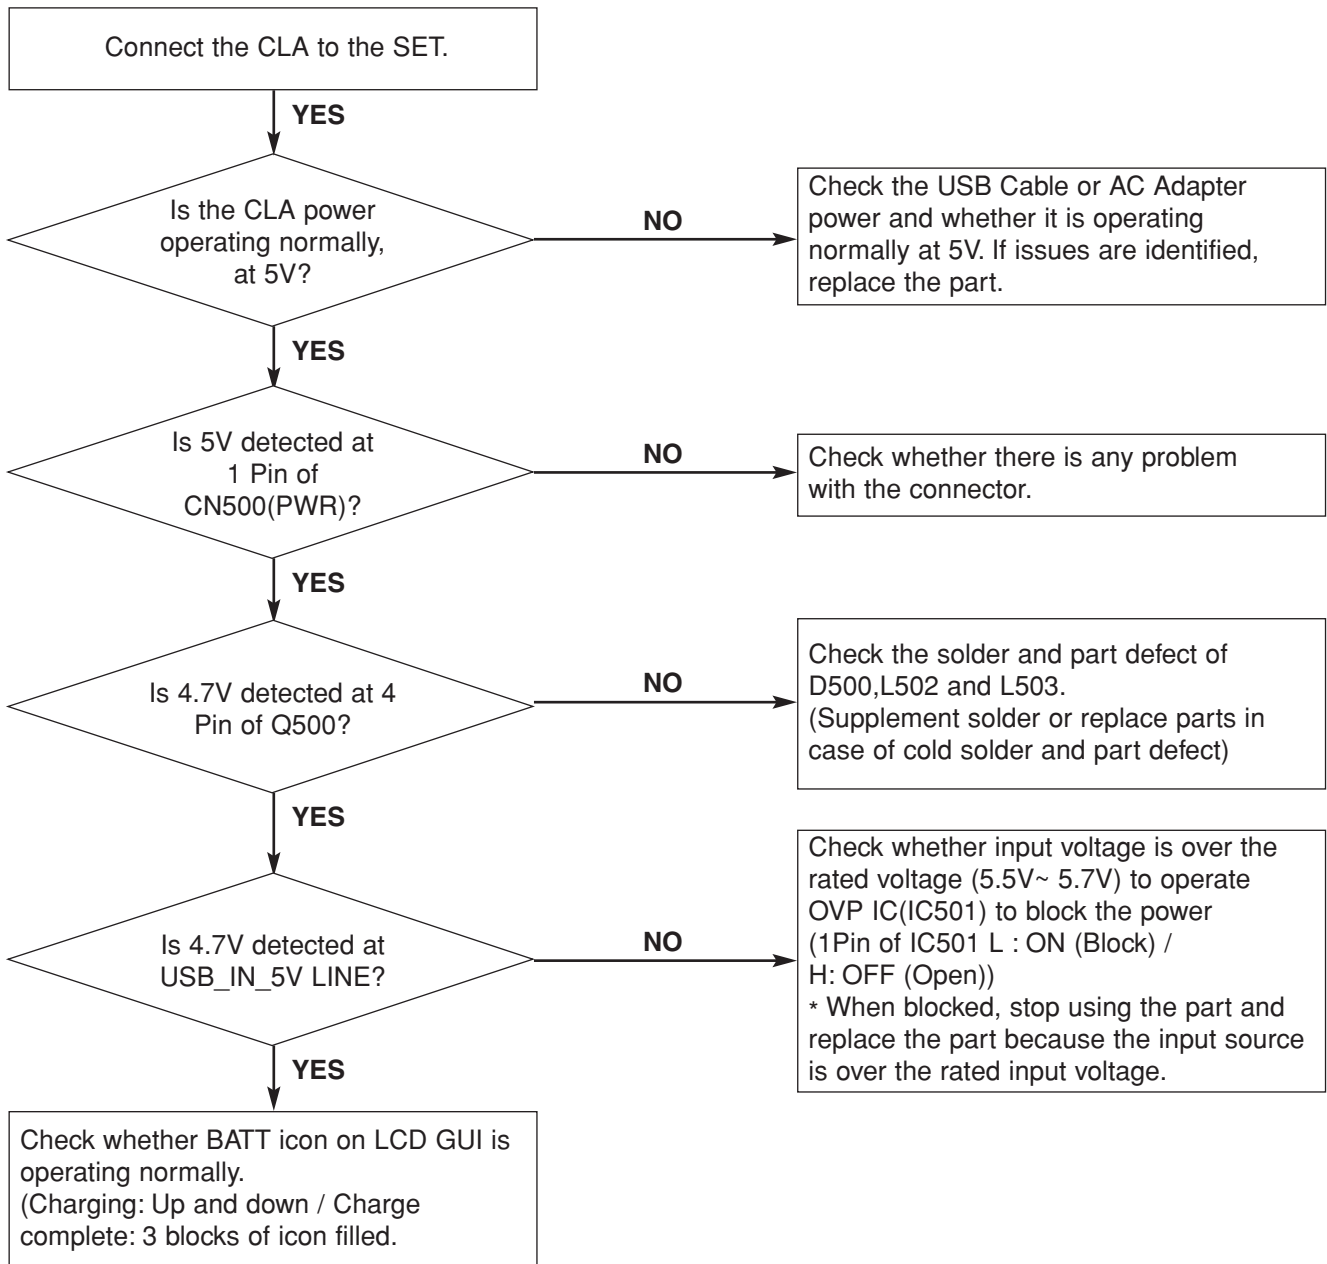 Connect the CLA to the SET.
YES
Is the CLA power
operating normally,
at 5V?
NO
Check the USB Cable or AC Adapter
power and whether it is operating
normally at 5V. If issues are identified,
replace the part.
YES
Is 5V detected at
1 Pin of
CN500(PWR)?
NO
Check whether there is any problem
with the connector.
YES
Is 4.7V detected at 4
Pin of Q500?
NO
Check the solder and part defect of
D500,L502 and L503.
(Supplement solder or replace parts in
case of cold solder and part defect)
YES
Is 4.7V detected at
USB_IN_5V LINE?
NO
Check whether input voltage is over the
rated voltage (5.5V~ 5.7V) to operate
OVP IC(IC501) to block the power
(1Pin of IC501 L : ON (Block) /
H: OFF (Open))
* When blocked, stop using the part and
replace the part because the input source
is over the rated input voltage.
YES
Check whether BATT icon on LCD GUI is
operating normally.
(Charging: Up and down / Charge
complete: 3 blocks of icon filled.